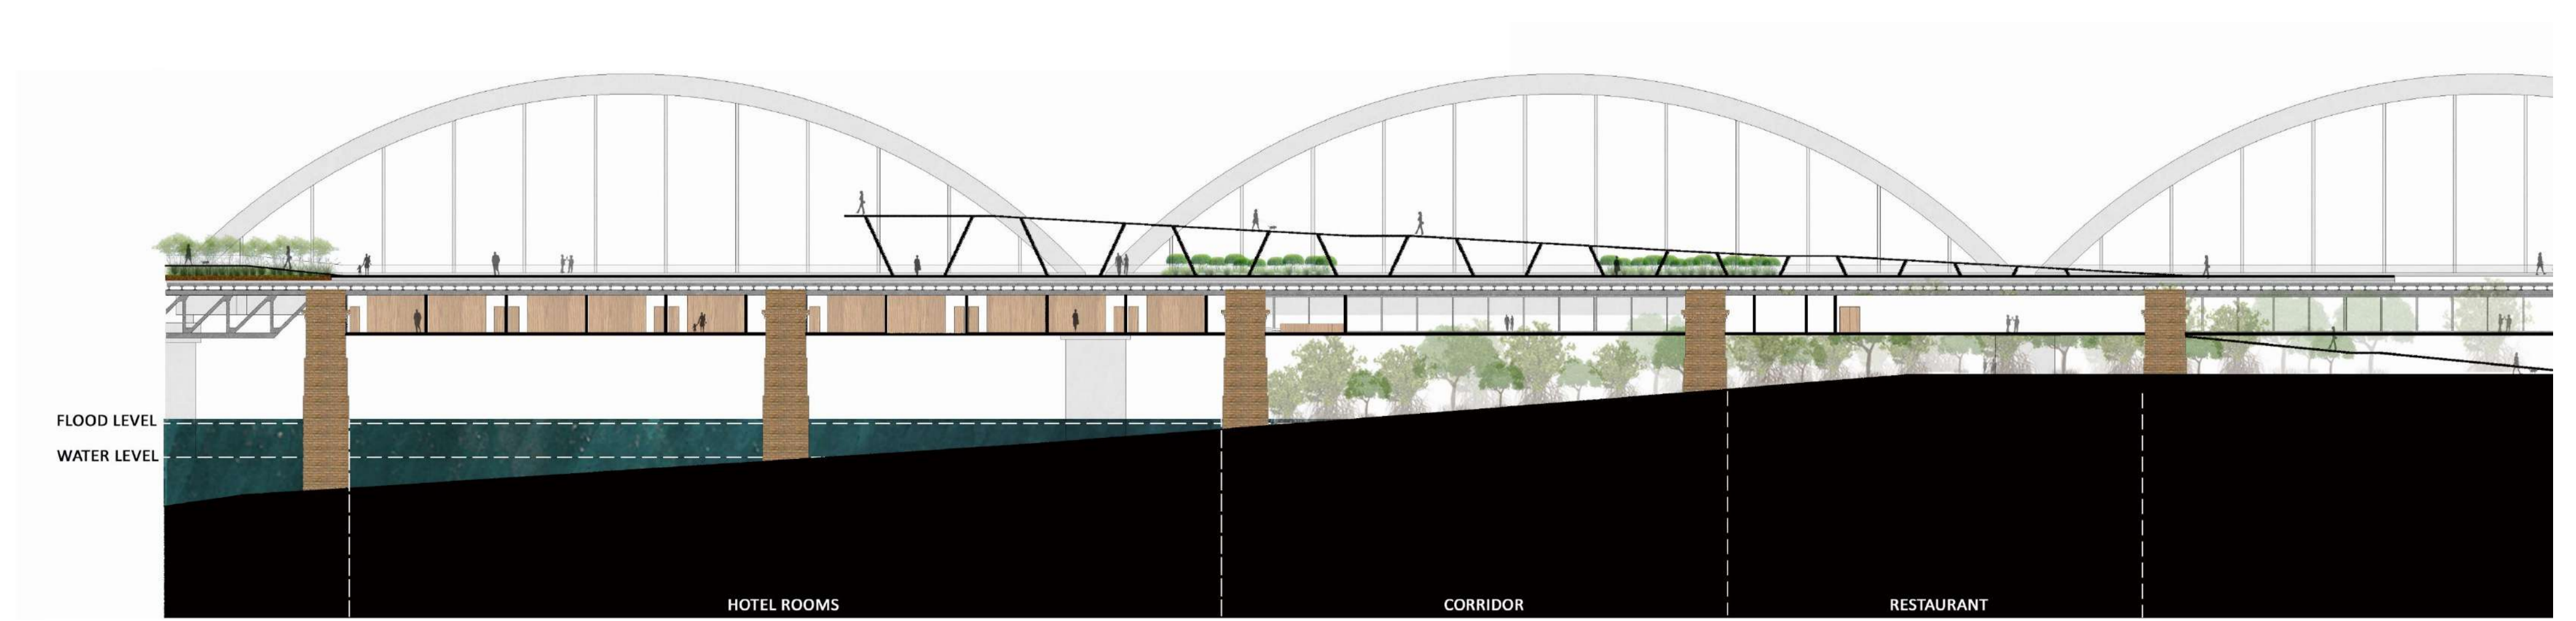 FLOOD LEVEL
WATER LEVEL
HOTEL ROOMS
CORRIDOR
RESTAURANT